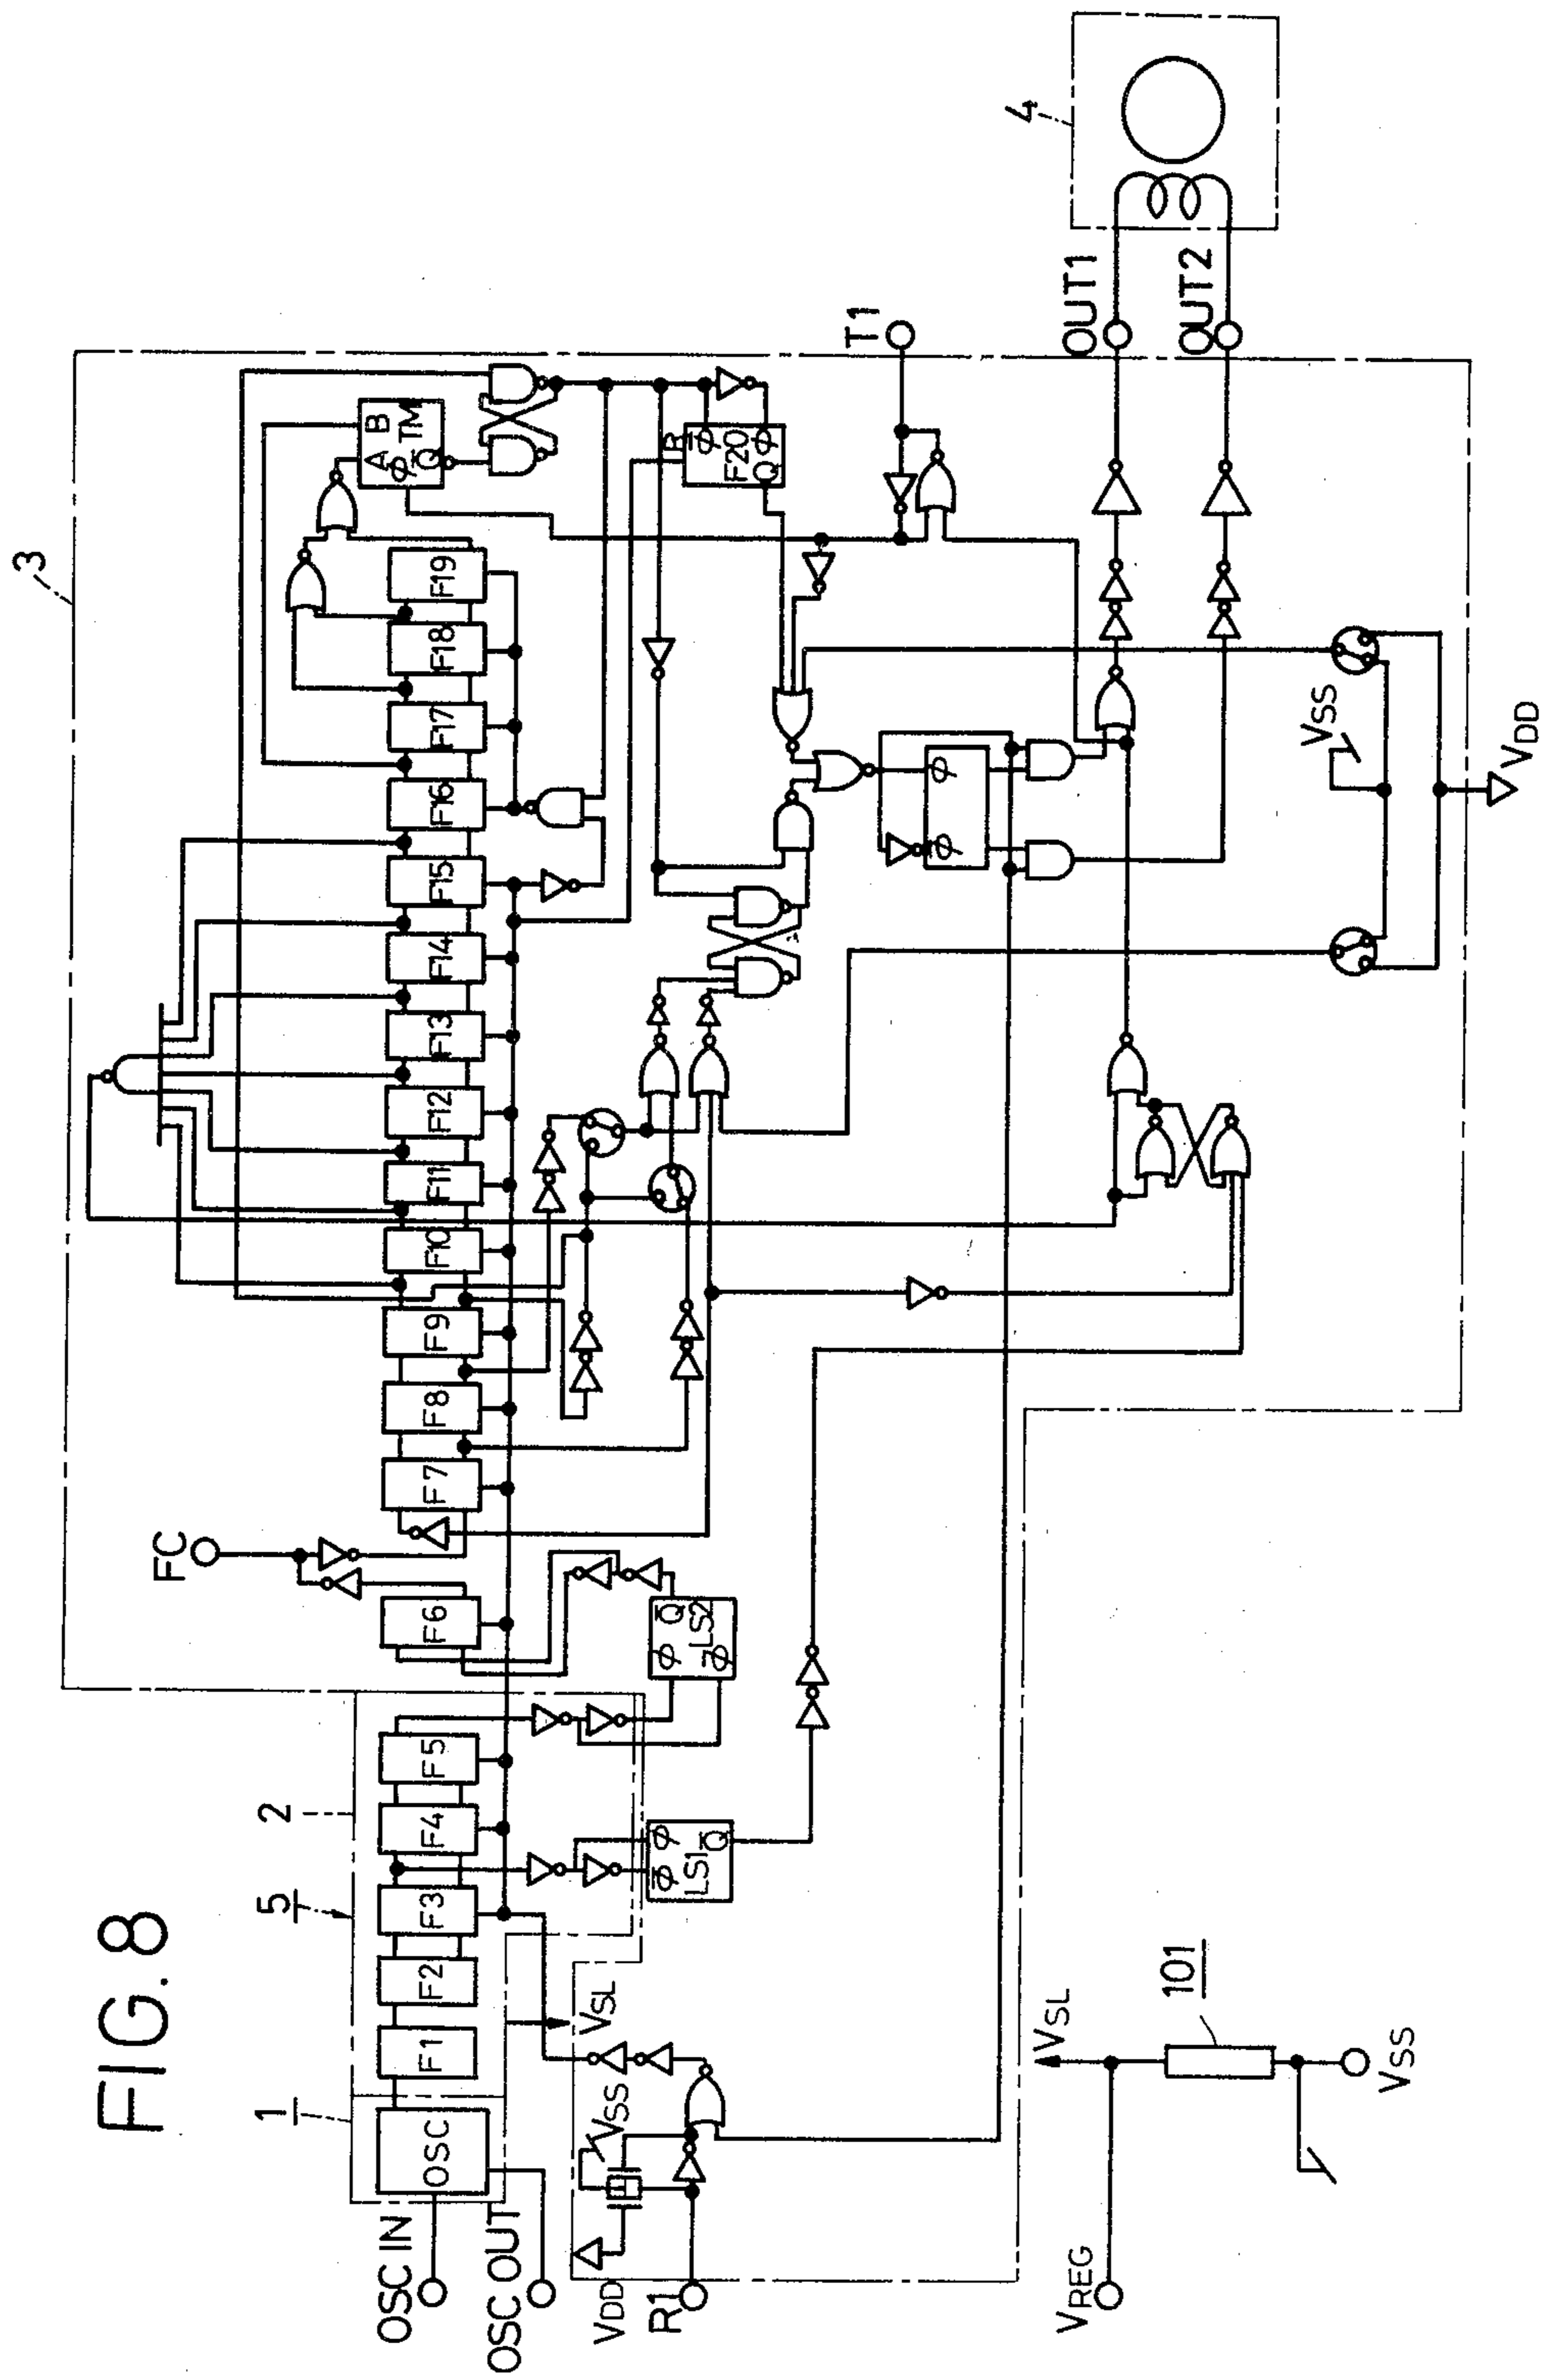 FIG. 8
3
FC
T1
4
OUT1
OUT2
1
5
2
OSC IN
OSC OUT
OSC
F1
F2
F3
F4
F5
F6
F7
F8
F9
F10
F11
F12
F13
F14
F15
F16
F17
F18
F19
A B
φ TM
Q̅
R φ̅
F20
Q φ
φ Q̅
LS2
φ̅
φ̅ φ
LS1
Q̅
φ̅ φ
VSL
VSS
VDD
R1
VSS
VDD
VREG
VSL
101
VSS